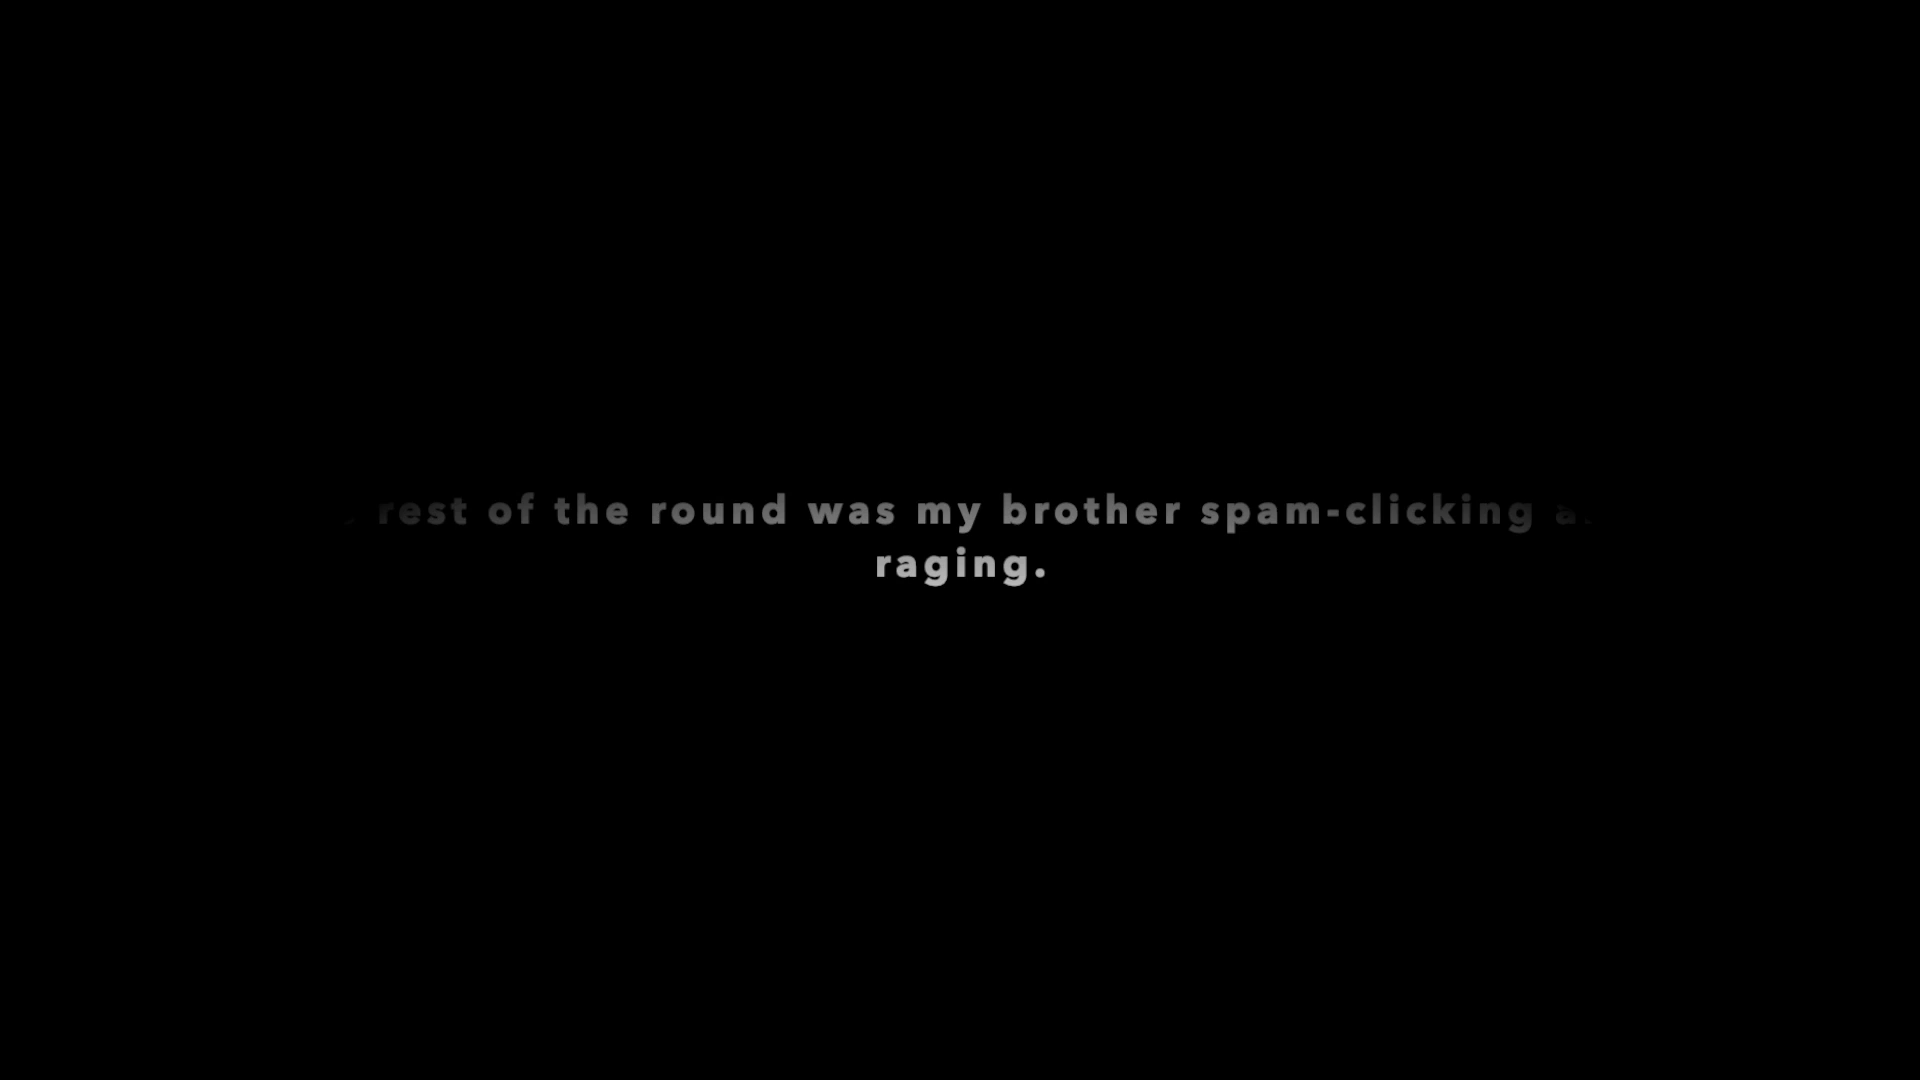 rest of the round was my brother spam-clicking
raging.